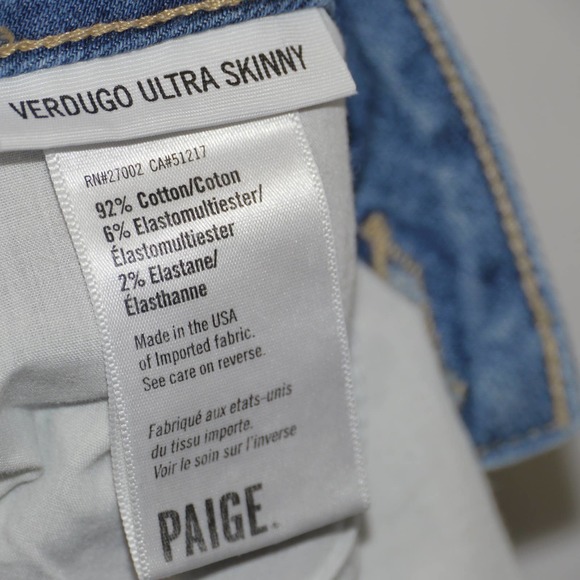 VERDUGO ULTRA SKINNY
RN#27002 CA#51217
92% Cotton/Coton
6% Elastomultiester/
Élastomultiester
2% Elastane/
Élasthanne
Made in the USA
of Imported fabric.
See care on reverse.
Fabriqué aux etats-unis
du tissu importe.
Voir le soin sur l'inverse
PAIGE.